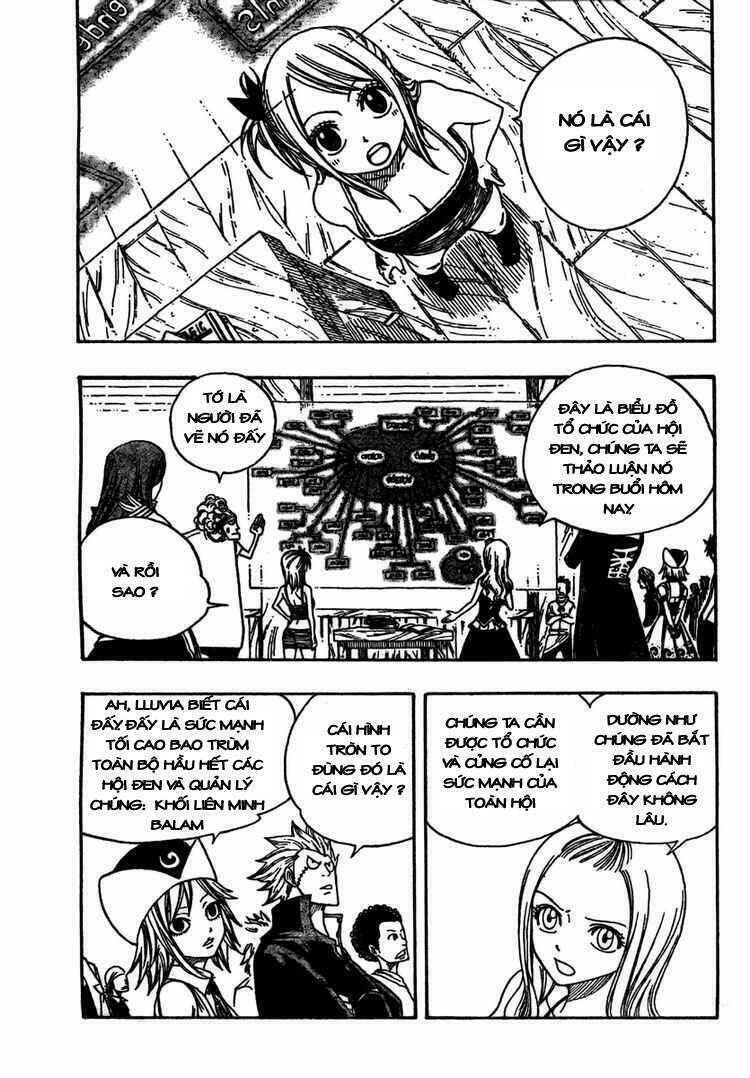 NÓ LÀ CÁI
GÌ VẬY ?
ĐÂY LÀ BIỂU ĐỒ
TỔ CHỨC CỦA HỘI
ĐEN, CHÚNG TA SẼ
THẢO LUẬN NÓ
TRONG BUỔI HÔM
NAY.
TỚ LÀ
NGƯỜI ĐÃ
VẼ NÓ ĐẤY
VÀ RỒI
SAO ?
DƯỜNG NHƯ
CHÚNG ĐÃ BẮT
ĐẦU HÀNH
ĐỘNG CÁCH
ĐÂY KHÔNG
LÂU.
CHÚNG TA CẦN
ĐƯỢC TỔ CHỨC
VÀ CỦNG CỐ LẠI
SỨC MẠNH CỦA
TOÀN HỘI
CÁI HÌNH
TRÒN TO
ĐÙNG ĐÓ LÀ
CÁI GÌ VẬY ?
AH, LLUVIA BIẾT CÁI
ĐẤY. ĐẤY LÀ SỨC MẠNH
TỐI CAO BAO TRÙM
TOÀN BỘ HẦU HẾT CÁC
HỘI ĐEN VÀ QUẢN LÝ
CHÚNG: KHỐI LIÊN MINH
BALAM